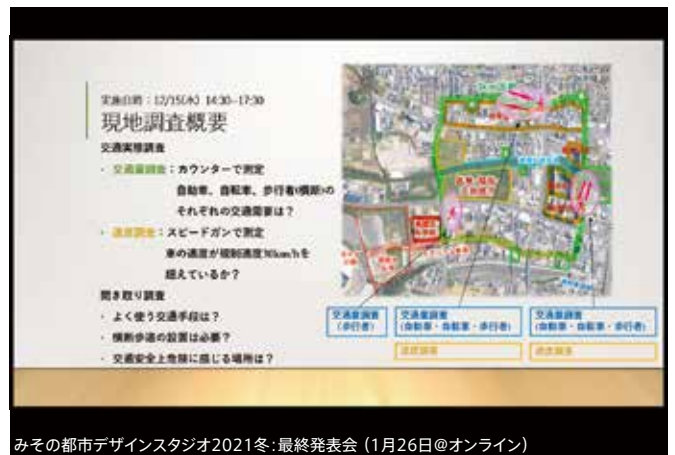 実施日時：12/15(水) 14:30–17:30
現地調査概要
交通実態調査
・ 交通量調査：カウンターで測定
自動車、自転車、歩行者(横断)の
それぞれの交通需要は？
・ 速度調査：スピードガンで測定
車の速度が規制速度30km/hを
超えているか？
聞き取り調査
・ よく使う交通手段は？
・ 横断歩道の設置は必要？
・ 交通安全上危険に感じる場所は？
交通量調査
（歩行者）
交通量調査
(自動車・自転車・歩行者)
交通量調査
(自動車・自転車・歩行者)
速度調査
速度調査
みその都市デザインスタジオ2021冬：最終発表会（1月26日@オンライン）